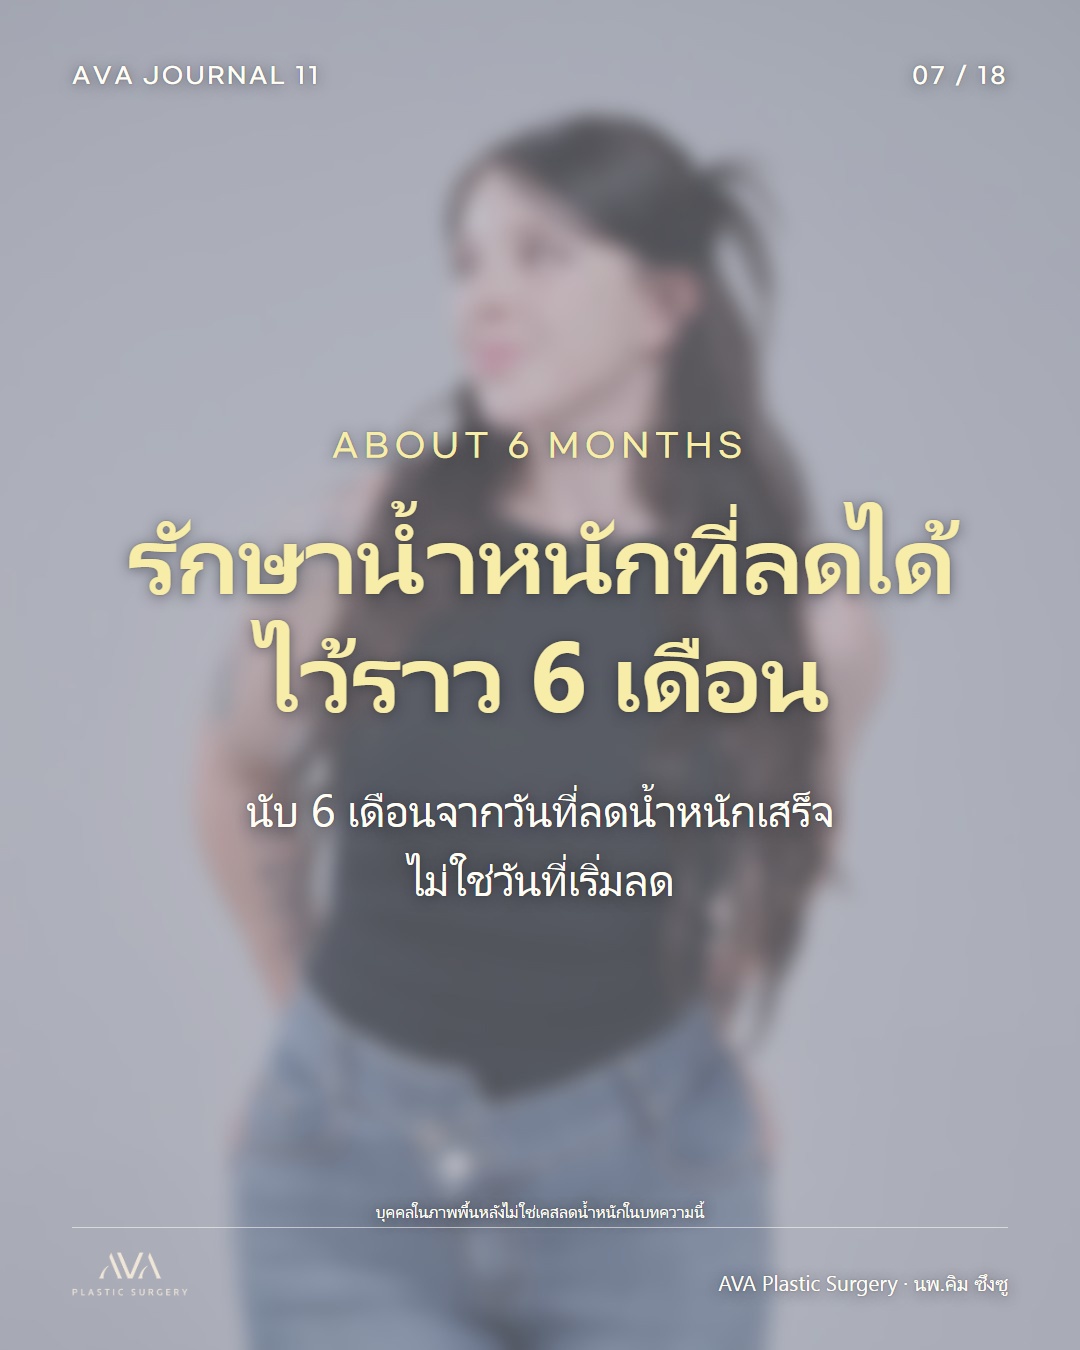 AVA JOURNAL 11
07 / 18
ABOUT 6 MONTHS
รักษาน้ำหนักที่ลดได้
ไว้ราว 6 เดือน
นับ 6 เดือนจากวันที่ลดน้ำหนักเสร็จ
ไม่ใช่วันที่เริ่มลด
บุคคลในภาพพื้นหลังไม่ใช่เคสลดน้ำหนักในบทความนี้
AVA
PLASTIC SURGERY
AVA Plastic Surgery · นพ.คิม ซึงซู